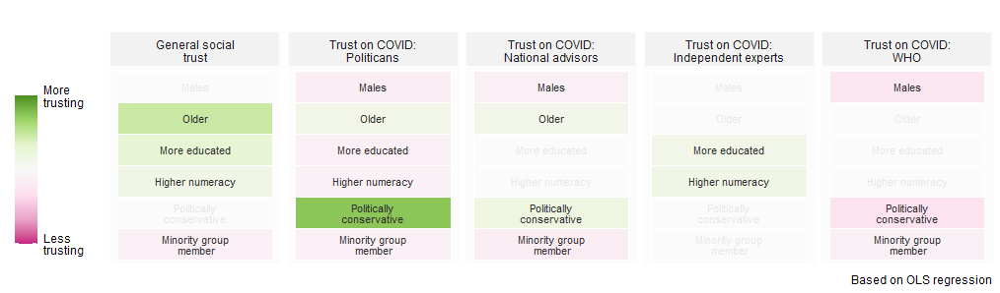 General social
trust
Trust on COVID:
Politicans
Trust on COVID:
National advisors
Trust on COVID:
Independent experts
Trust on COVID:
WHO
More
trusting
Less
trusting
Males
Males
Males
Males
Males
Older
Older
Older
Older
Older
More educated
More educated
More educated
More educated
More educated
Higher numeracy
Higher numeracy
Higher numeracy
Higher numeracy
Higher numeracy
Politically
conservative
Politically
conservative
Politically
conservative
Politically
conservative
Politically
conservative
Minority group
member
Minority group
member
Minority group
member
Minority group
member
Minority group
member
Based on OLS regression